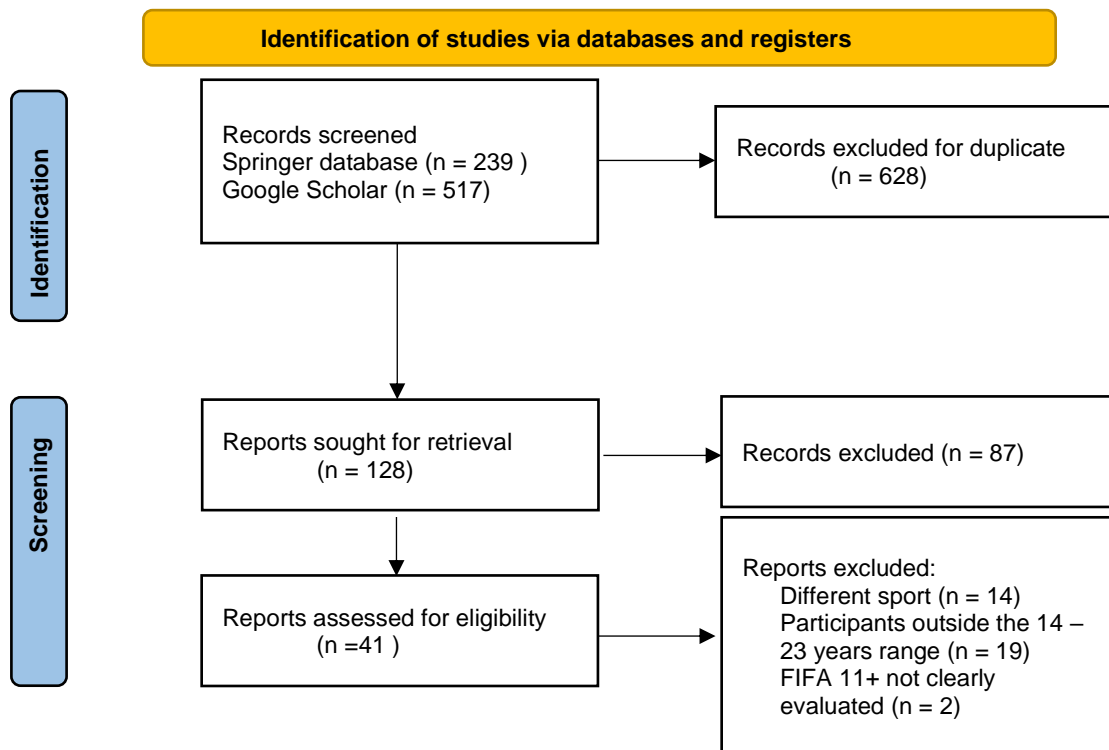 Identification of studies via databases and registers
Identification
Records screened
Springer database (n = 239 )
Google Scholar (n = 517)
Records excluded for duplicate
(n = 628)
Screening
Reports sought for retrieval
(n = 128)
Records excluded (n = 87)
Reports assessed for eligibility
(n =41 )
Reports excluded:
Different sport (n = 14)
Participants outside the 14 –
23 years range (n = 19)
FIFA 11+ not clearly
evaluated (n = 2)